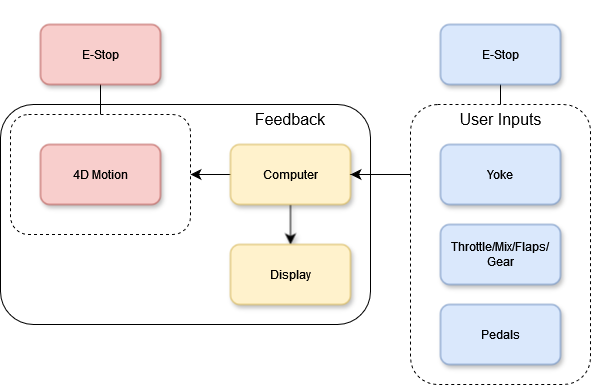 E-Stop
E-Stop
Feedback
User Inputs
4D Motion
Computer
Yoke
Throttle/Mix/Flaps/
Gear
Display
Pedals